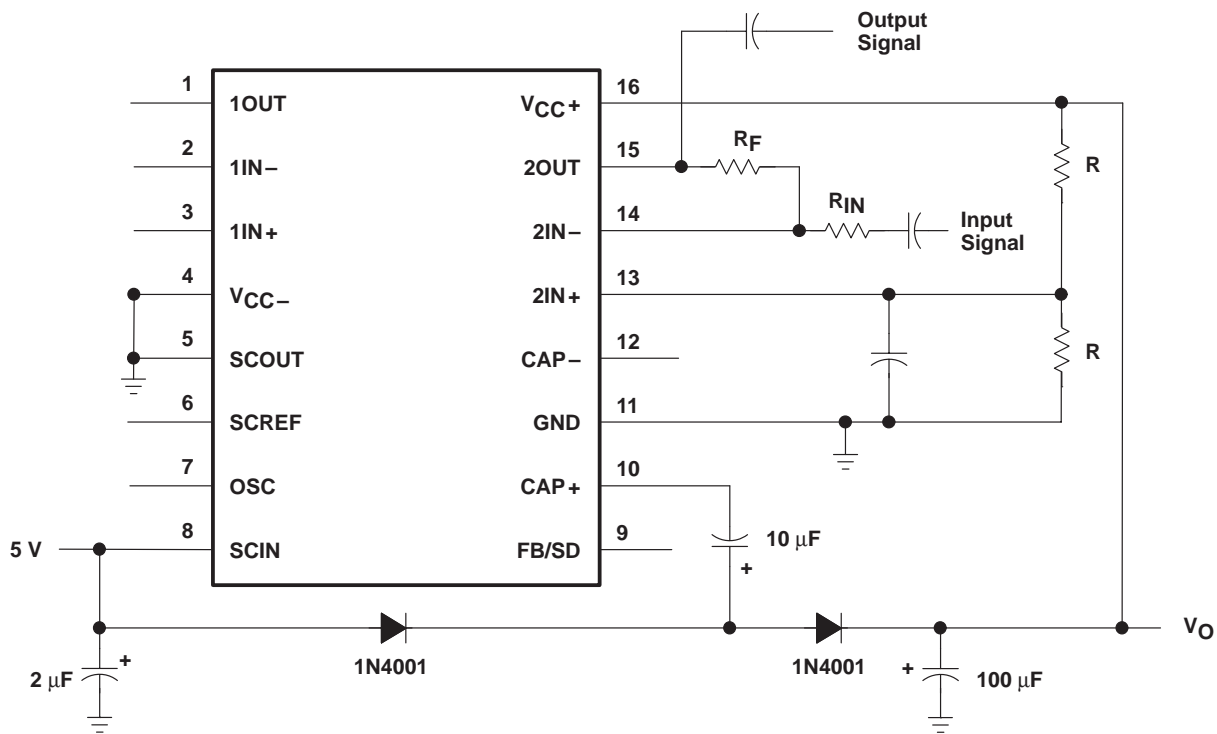 Output
Signal
1 1OUT VCC+ 16
RF
2 1IN– 2OUT 15
R
RIN
3 1IN+ 2IN– 14
Input
Signal
4 VCC– 2IN+ 13
5 SCOUT CAP– 12
R
6 SCREF GND 11
7 OSC CAP+ 10
10 μF
+
5 V 8 SCIN FB/SD 9
VO
+ 2 μF
1N4001
1N4001
+ 100 μF